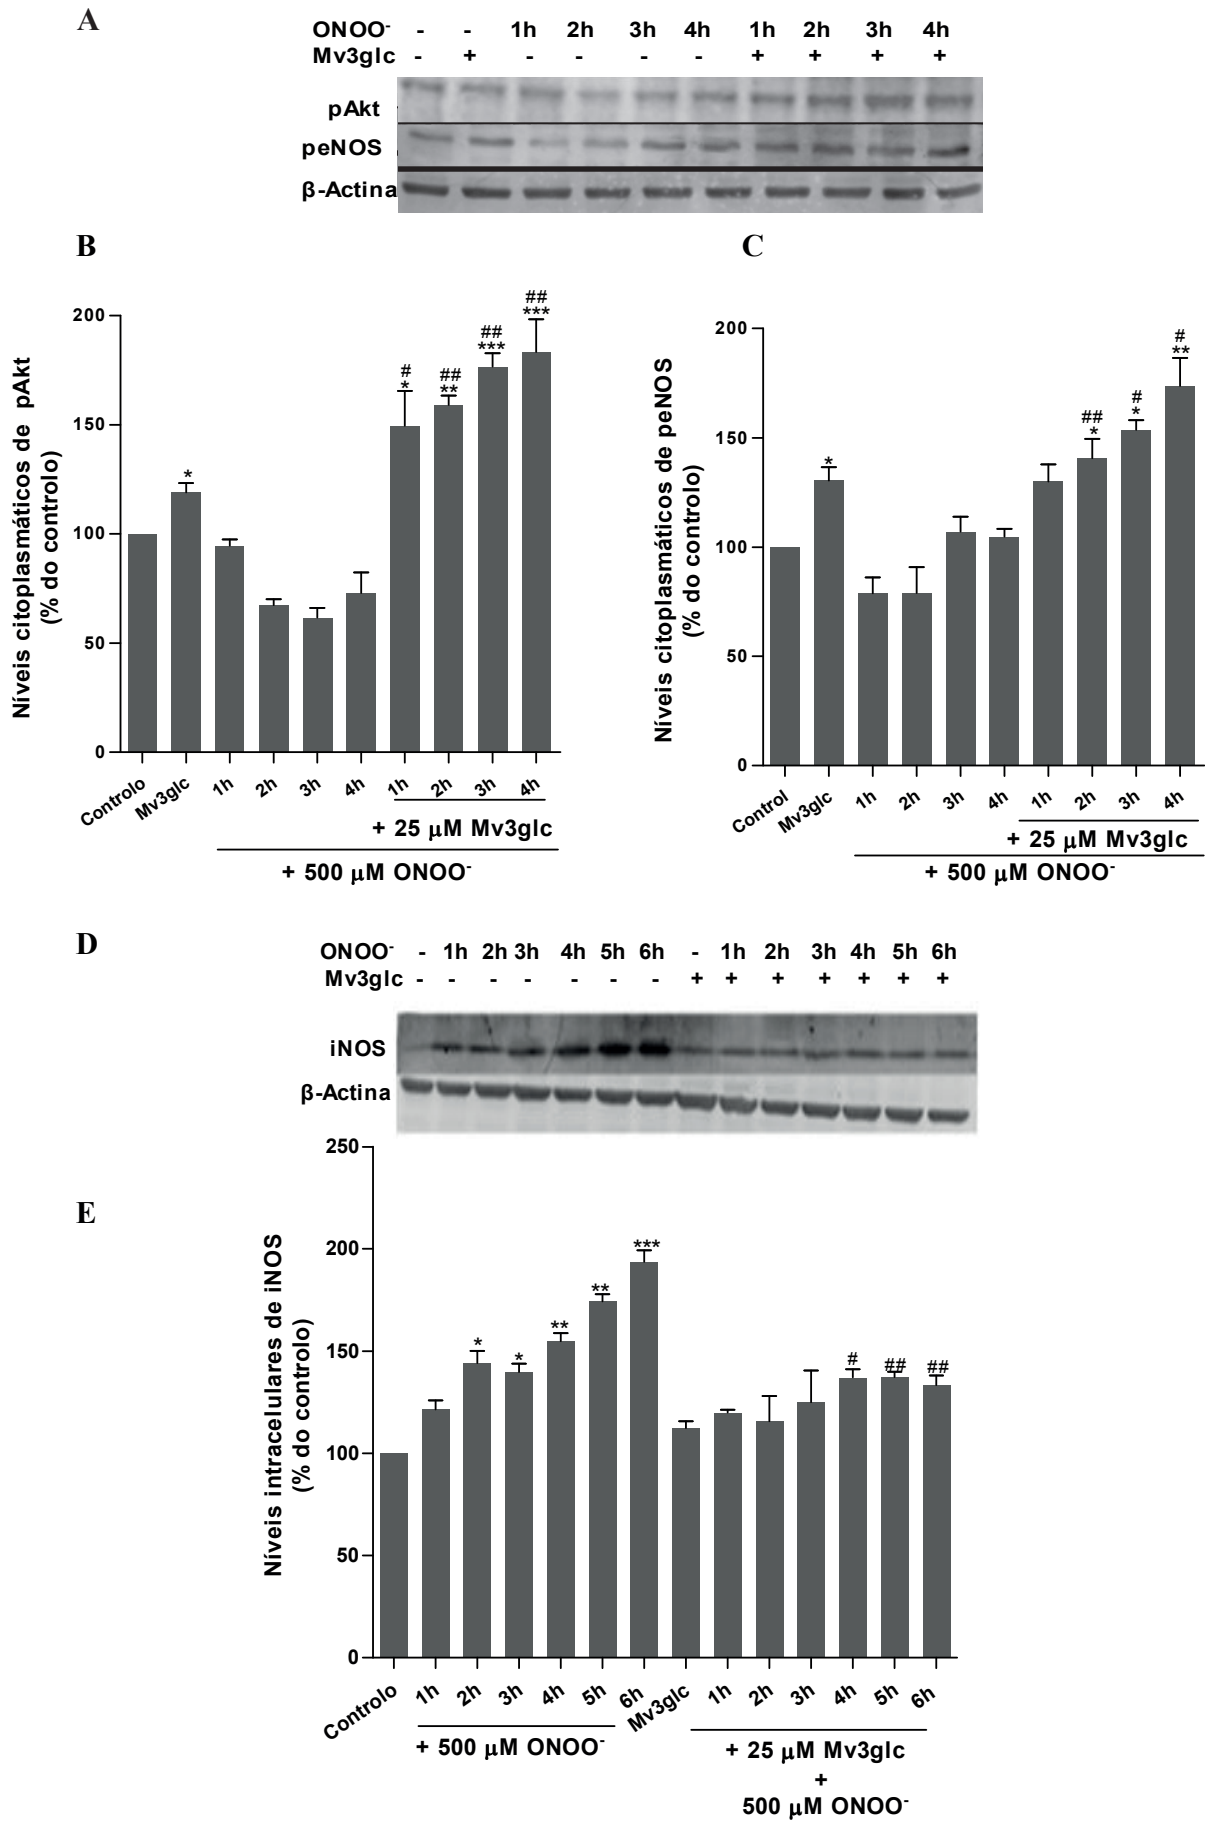 A
ONOO- - - 1h 2h 3h 4h 1h 2h 3h 4h
Mv3glc - + - - - - + + + +
pAkt
peNOS
β-Actina
B
Níveis citoplasmáticos de pAkt
(% do controlo)
200
150
100
50
0
*
#
*
##
**
##
***
##
***
Controlo Mv3glc 1h 2h 3h 4h 1h 2h 3h 4h
+ 25 μM Mv3glc
+ 500 μM ONOO-
C
Níveis citoplasmáticos de peNOS
(% do controlo)
200
150
100
50
0
*
##
*
#
*
#
**
Control Mv3glc 1h 2h 3h 4h 1h 2h 3h 4h
+ 25 μM Mv3glc
+ 500 μM ONOO-
D
ONOO- - 1h 2h 3h 4h 5h 6h - 1h 2h 3h 4h 5h 6h
Mv3glc - - - - - - - + + + + + + +
iNOS
β-Actina
E
Níveis intracelulares de iNOS
(% do controlo)
250
200
150
100
50
0
* * ** ** *** # ## ##
Controlo 1h 2h 3h 4h 5h 6h Mv3glc 1h 2h 3h 4h 5h 6h
+ 500 μM ONOO-
+ 25 μM Mv3glc
+
500 μM ONOO-